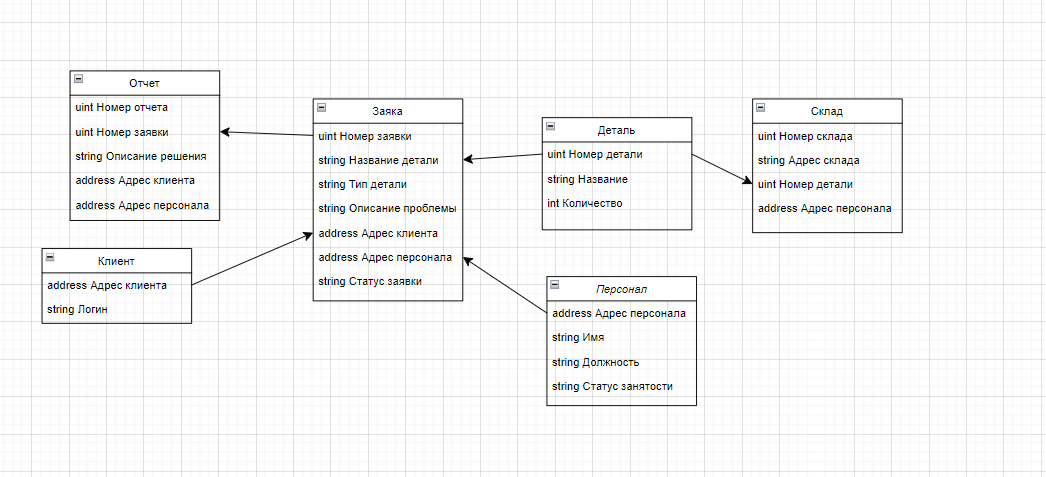 Отчет
uint Номер отчета
uint Номер заявки
string Описание решения
address Адрес клиента
address Адрес персонала
Клиент
address Адрес клиента
string Логин
Заяка
uint Номер заявки
string Название детали
string Тип детали
string Описание проблемы
address Адрес клиента
address Адрес персонала
string Статус заявки
Деталь
uint Номер детали
string Название
int Количество
Персонал
address Адрес персонала
string Имя
string Должность
string Статус занятости
Склад
uint Номер склада
string Адрес склада
uint Номер детали
address Адрес персонала